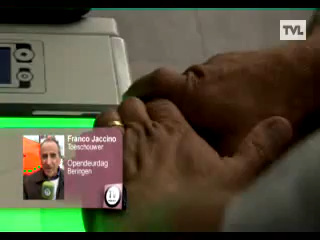 TVL
Franco Jaccino
Toeschouwer
Opendeurdag
Beringen